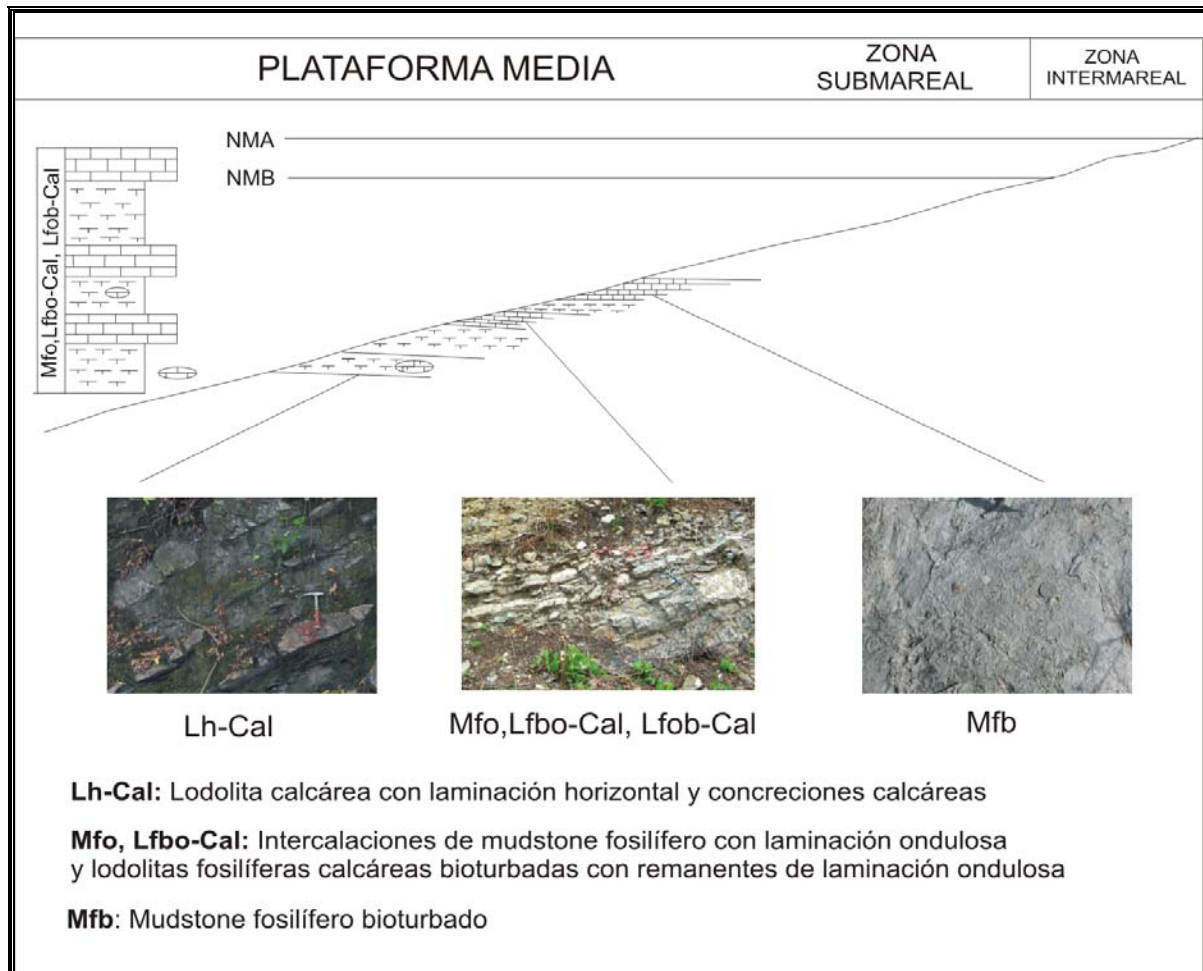 PLATAFORMA MEDIA
ZONA
SUBMAREAL
ZONA
INTERMAREAL
NMA
NMB
Mfo,Lfbo-Cal, Lfob-Cal
Lh-Cal
Mfo,Lfbo-Cal, Lfob-Cal
Mfb
Lh-Cal: Lodolita calcárea con laminación horizontal y concreciones calcáreas
Mfo, Lfbo-Cal: Intercalaciones de mudstone fosilífero con laminación ondulosa
y lodolitas fosilíferas calcáreas bioturbadas con remanentes de laminación ondulosa
Mfb: Mudstone fosilífero bioturbado